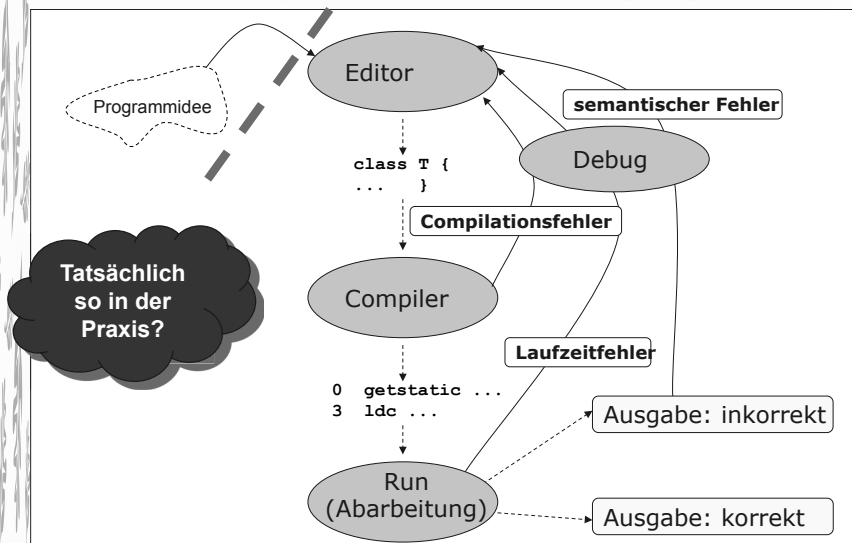 Editor
Programmidee
semantischer Fehler
Debug
class T {
...    }
Compilationsfehler
Tatsächlich
so in der
Praxis?
Compiler
Laufzeitfehler
0  getstatic ...
3  ldc ...
Ausgabe: inkorrekt
Run
(Abarbeitung)
Ausgabe: korrekt